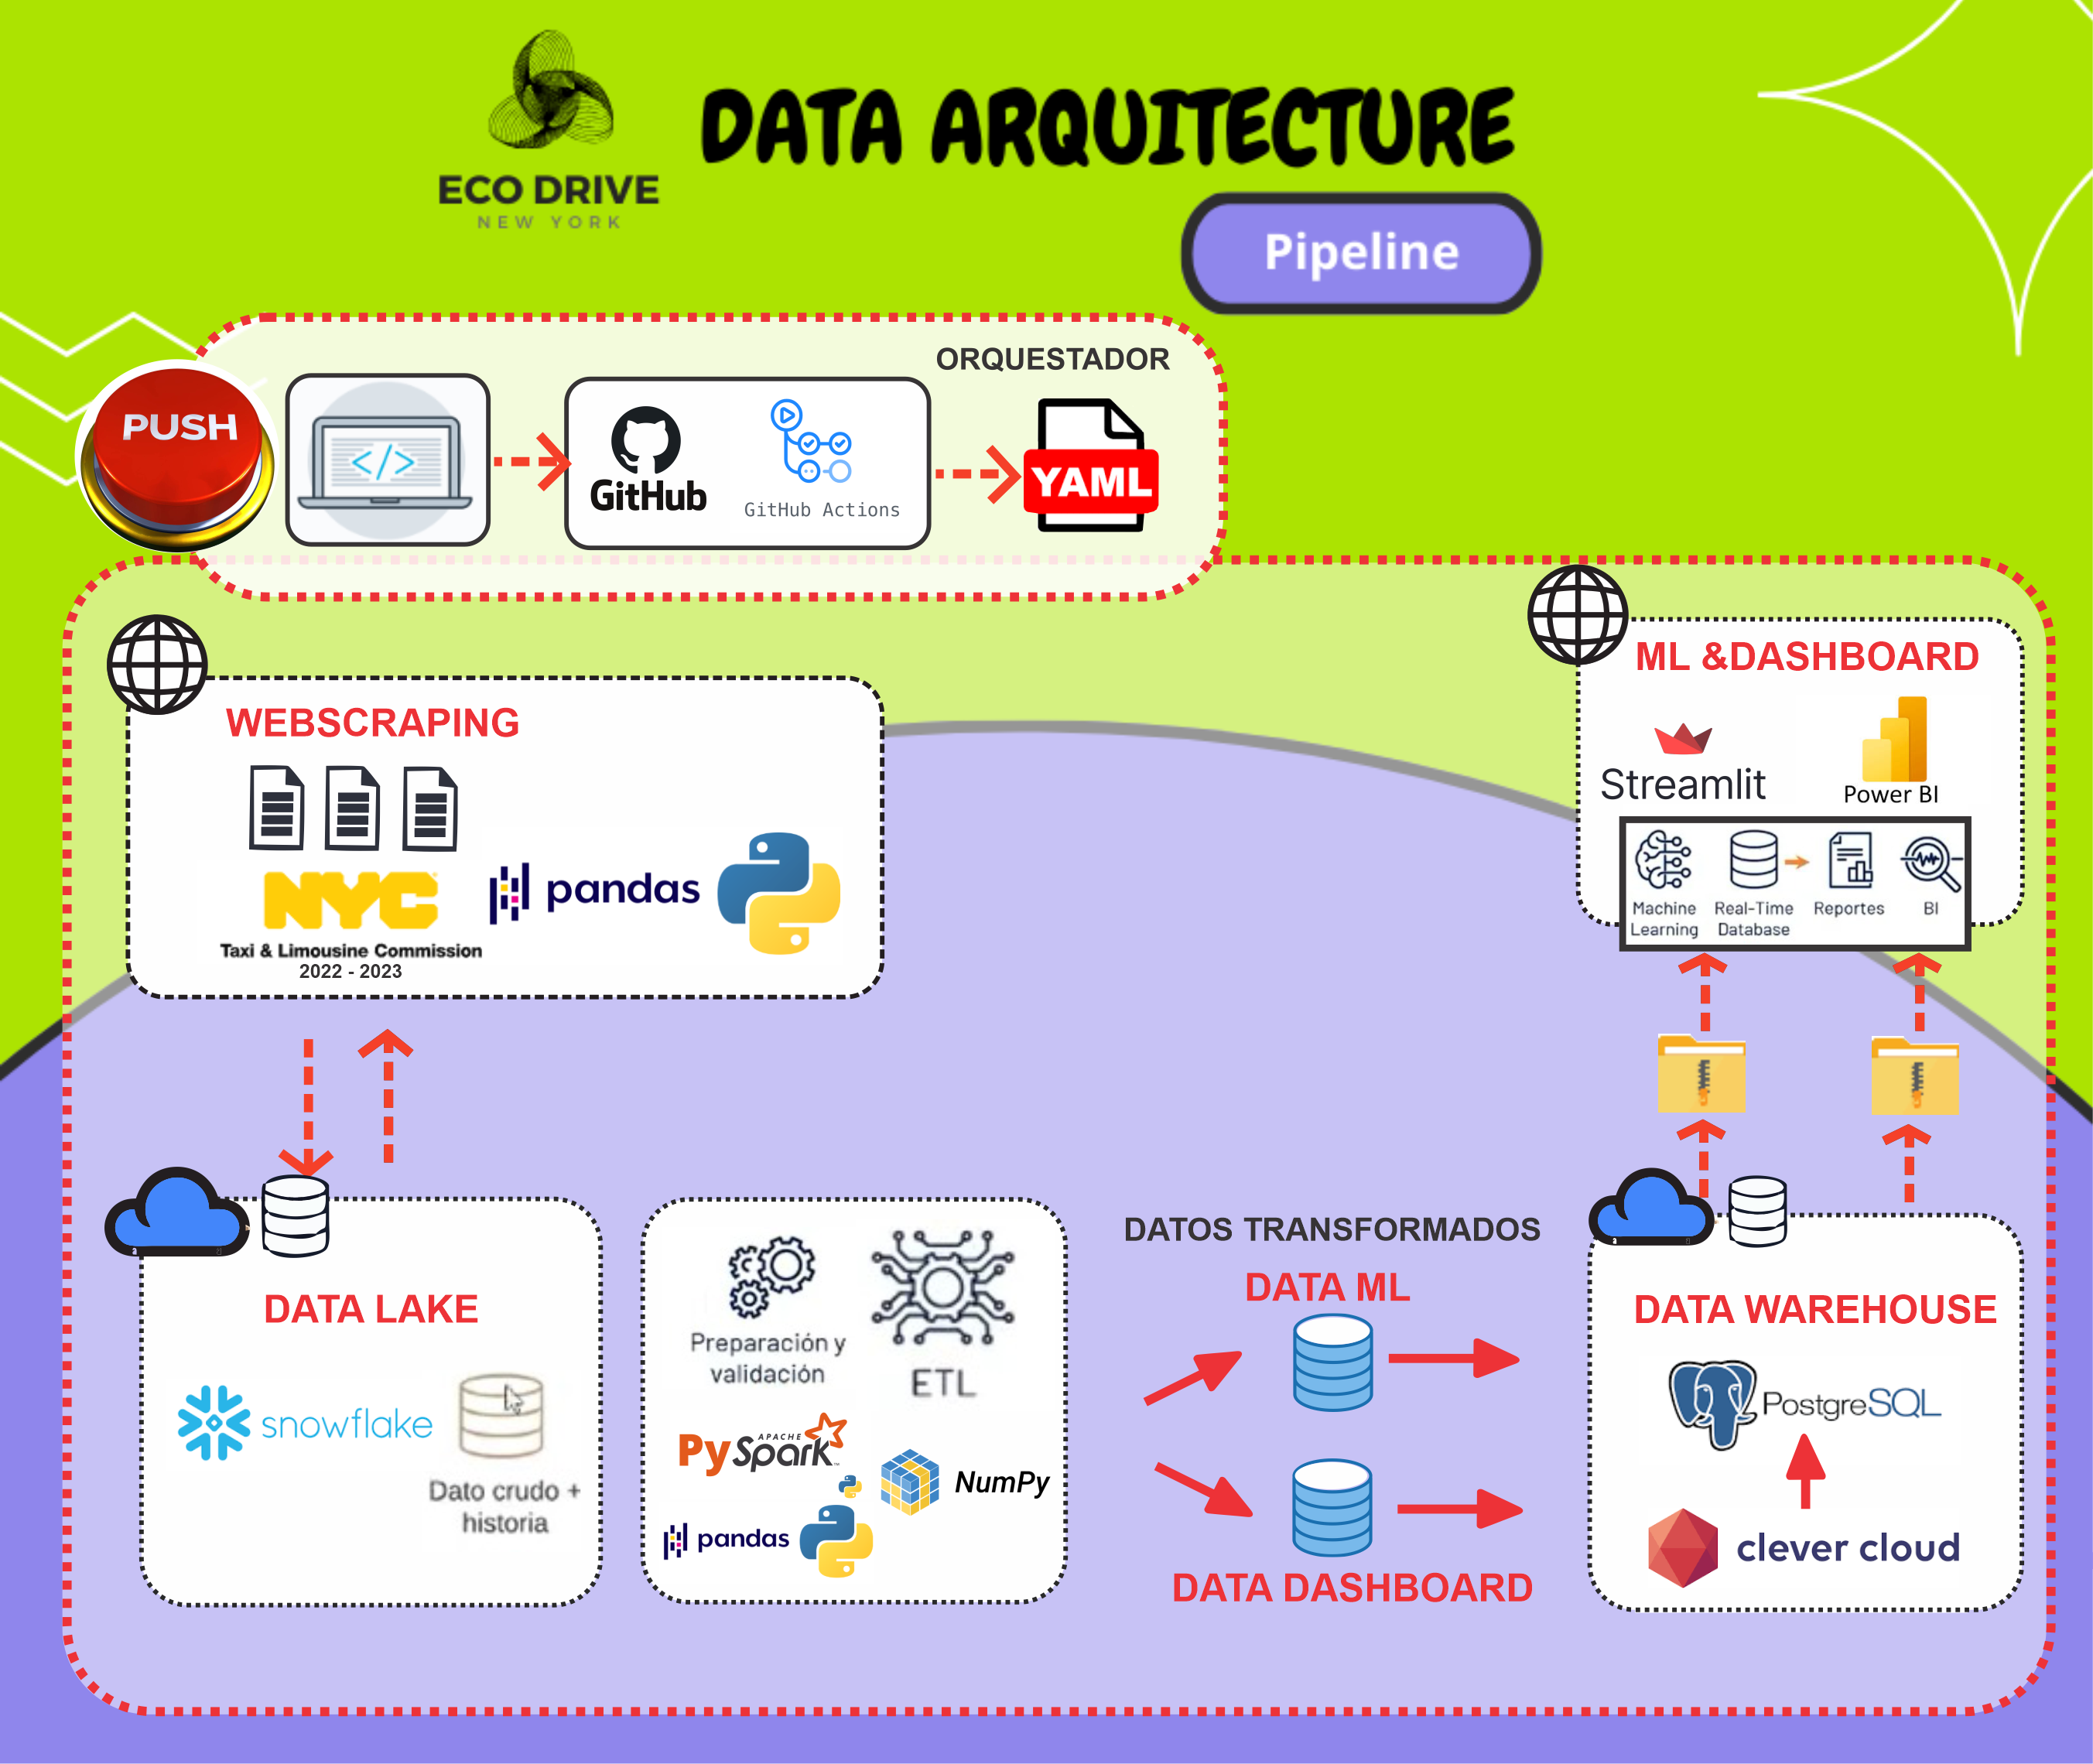 ECO DRIVE
NEW YORK
DATA ARQUITECTURE
Pipeline
ORQUESTADOR
PUSH
</>
GitHub
GitHub Actions
YAML
WEBSCRAPING
NYC
Taxi & Limousine Commission
2022 - 2023
pandas
ML &DASHBOARD
Streamlit
Power BI
Machine Learning
Real-Time Database
Reportes
BI
DATA LAKE
snowflake
Dato crudo +
historia
Preparación y
validación
ETL
APACHE
PySpark
NumPy
pandas
DATOS TRANSFORMADOS
DATA ML
DATA DASHBOARD
DATA WAREHOUSE
PostgreSQL
clever cloud